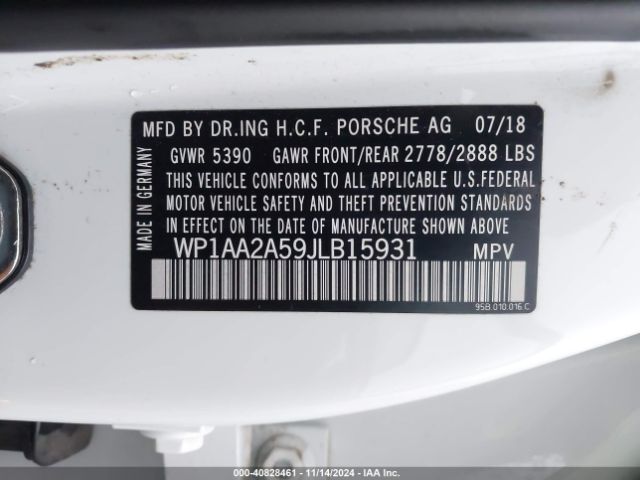 MFD BY DR.ING H.C.F. PORSCHE AG 07/18
GVWR 5390 GAWR FRONT/REAR 2778/2888 LBS
THIS VEHICLE CONFORMS TO ALL APPLICABLE U.S.FEDERAL
MOTOR VEHICLE SAFETY AND THEFT PREVENTION STANDARDS
IN EFFECT ON THE DATE OF MANUFACTURE SHOWN ABOVE
MADE IN GERMANY
WP1AA2A59JLB15931 MPV
95B.010.016 C
000-40828461 - 11/14/2024 - IAA Inc.